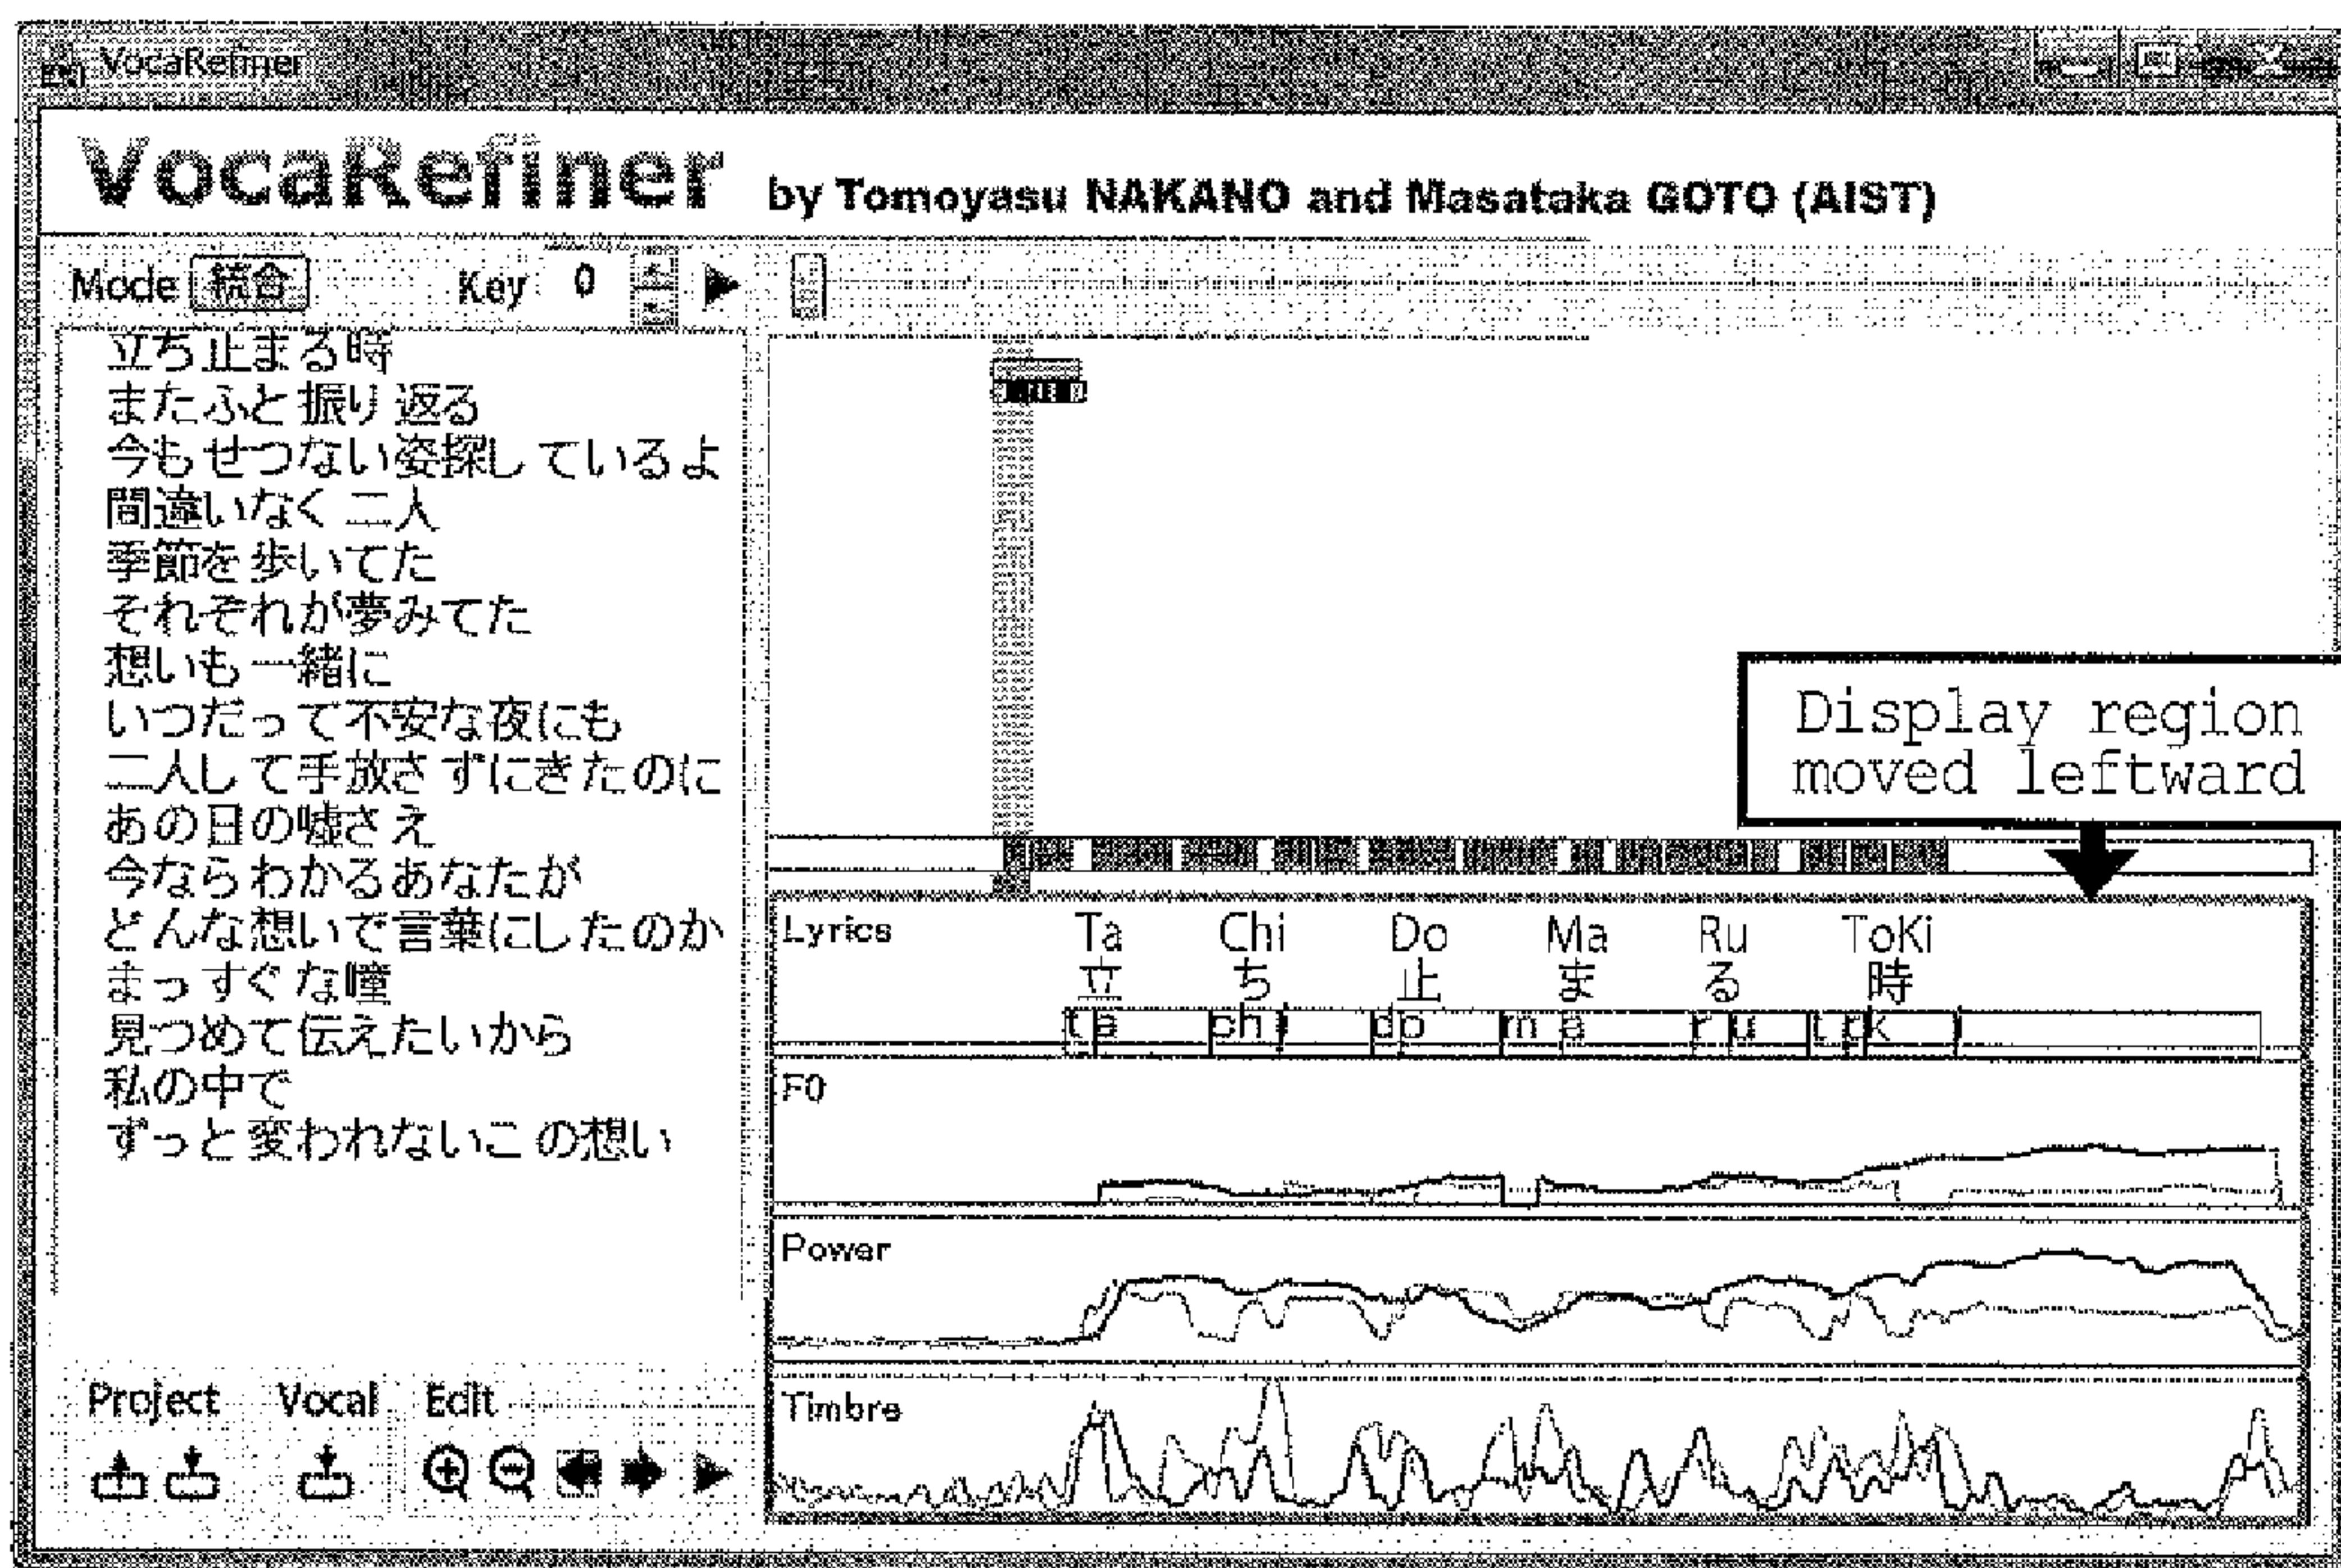 VocaRefiner
VocaRefiner by Tomoyasu NAKANO and Masataka GOTO (AIST)
Mode 統合 Key 0
立ち止まる時
またふと振り返る
今もせつない姿探しているよ
間違いなく二人
季節を歩いてた
それぞれが夢みてた
想いも一緒に
いつだって不安な夜にも
二人して手放さずにきたのに
あの日の嘘さえ
今ならわかるあなたが
どんな想いで言葉にしたのか
まっすぐな瞳
見つめて伝えたいから
私の中で
ずっと変われないこの想い
Project Vocal Edit
Display region
moved leftward
Lyrics Ta Chi Do Ma Ru ToKi
立 ち 止 ま る 時
t a ch i d o m a r u t o k i
F0
Power
Timbre